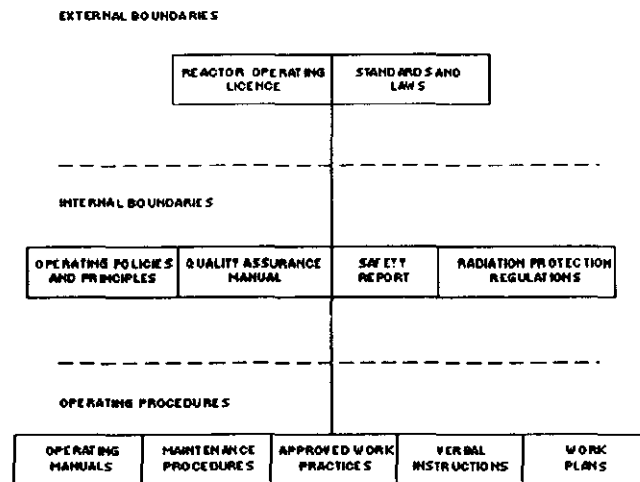 EXTERNAL BOUNDARIES
REACTOR OPERATING
LICENCE
STANDARDS AND
LAWS
INTERNAL BOUNDARIES
OPERATING POLICIES
AND PRINCIPLES
QUALITY ASSURANCE
MANUAL
SAFETY
REPORT
RADIATION PROTECTION
REGULATIONS
OPERATING PROCEDURES
OPERATING
MANUALS
MAINTENANCE
PROCEDURES
APPROVED WORK
PRACTICES
VERBAL
INSTRUCTIONS
WORK
PLANS